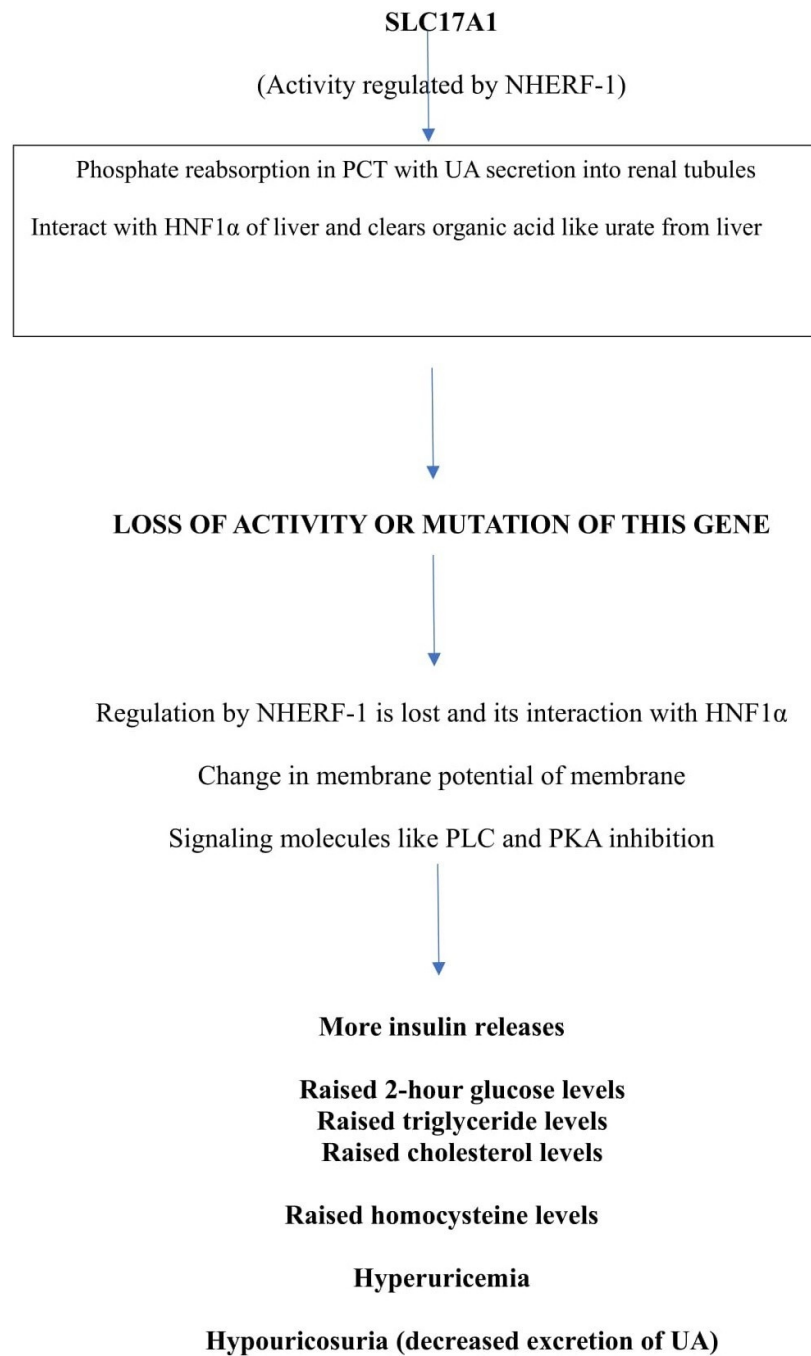 SLC17A1
(Activity regulated by NHERF-1)
Phosphate reabsorption in PCT with UA secretion into renal tubules
Interact with HNF1α of liver and clears organic acid like urate from liver
LOSS OF ACTIVITY OR MUTATION OF THIS GENE
Regulation by NHERF-1 is lost and its interaction with HNF1α
Change in membrane potential of membrane
Signaling molecules like PLC and PKA inhibition
More insulin releases
Raised 2-hour glucose levels
Raised triglyceride levels
Raised cholesterol levels
Raised homocysteine levels
Hyperuricemia
Hypouricosuria (decreased excretion of UA)